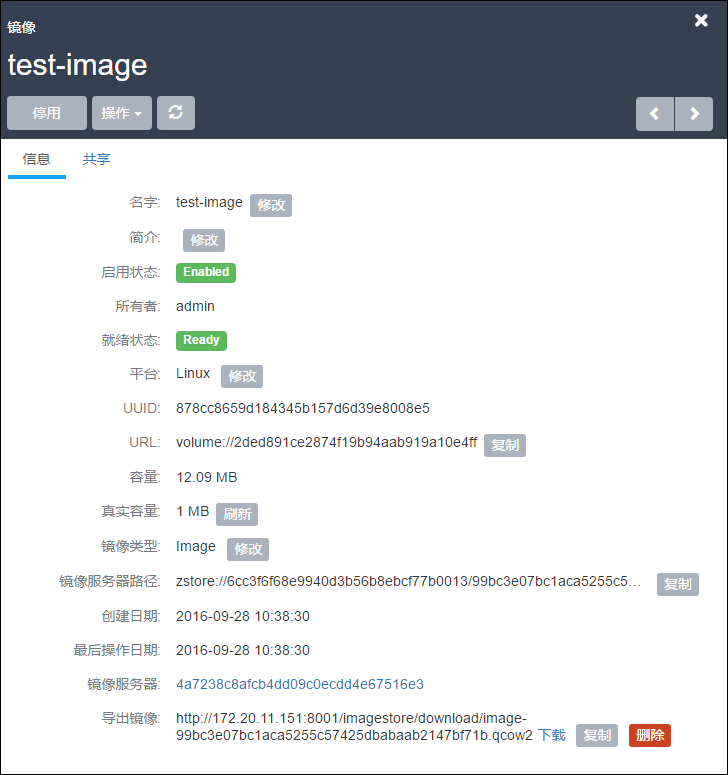 镜像
test-image
停用 操作
信息 共享
名字: test-image 修改
简介: 修改
启用状态: Enabled
所有者: admin
就绪状态: Ready
平台: Linux 修改
UUID: 878cc8659d184345b157d6d39e8008e5
URL: volume://2ded891ce2874f19b94aab919a10e4ff 复制
容量: 12.09 MB
真实容量: 1 MB 刷新
镜像类型: Image 修改
镜像服务器路径: zstore://6cc3f6f68e9940d3b56b8ebcf77b0013/99bc3e07bc1aca5255c5... 复制
创建日期: 2016-09-28 10:38:30
最后操作日期: 2016-09-28 10:38:30
镜像服务器: 4a7238c8afcb4dd09c0ecdd4e67516e3
导出镜像: http://172.20.11.151:8001/imagestore/download/image-
99bc3e07bc1aca5255c57425dbabaab2147bf71b.qcow2 下载 复制 删除